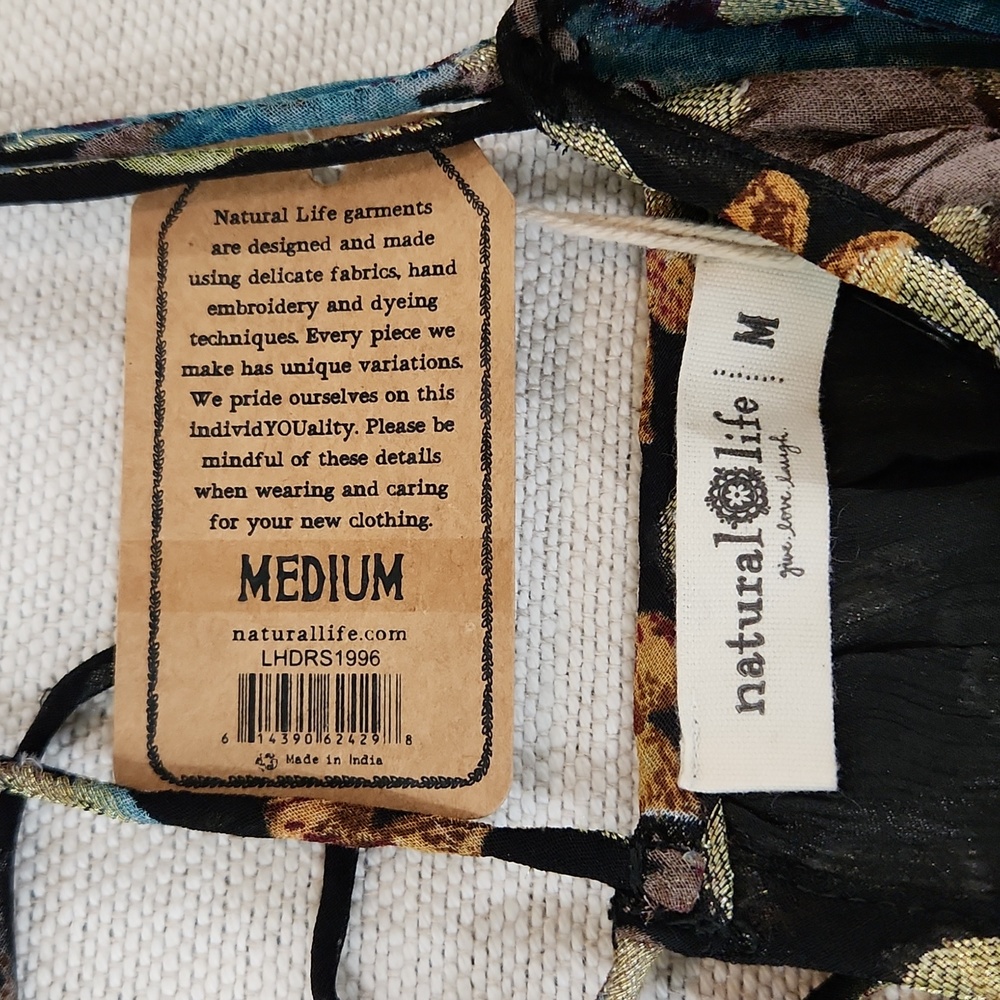 Natural Life garments
are designed and made
using delicate fabrics, hand
embroidery and dyeing
techniques. Every piece we
make has unique variations.
We pride ourselves on this
individYOUality. Please be
mindful of these details
when wearing and caring
for your new clothing.
MEDIUM
naturallife.com
LHDRS1996
6 14390 62429 8
Made in India
natural life M
give. love. laugh.